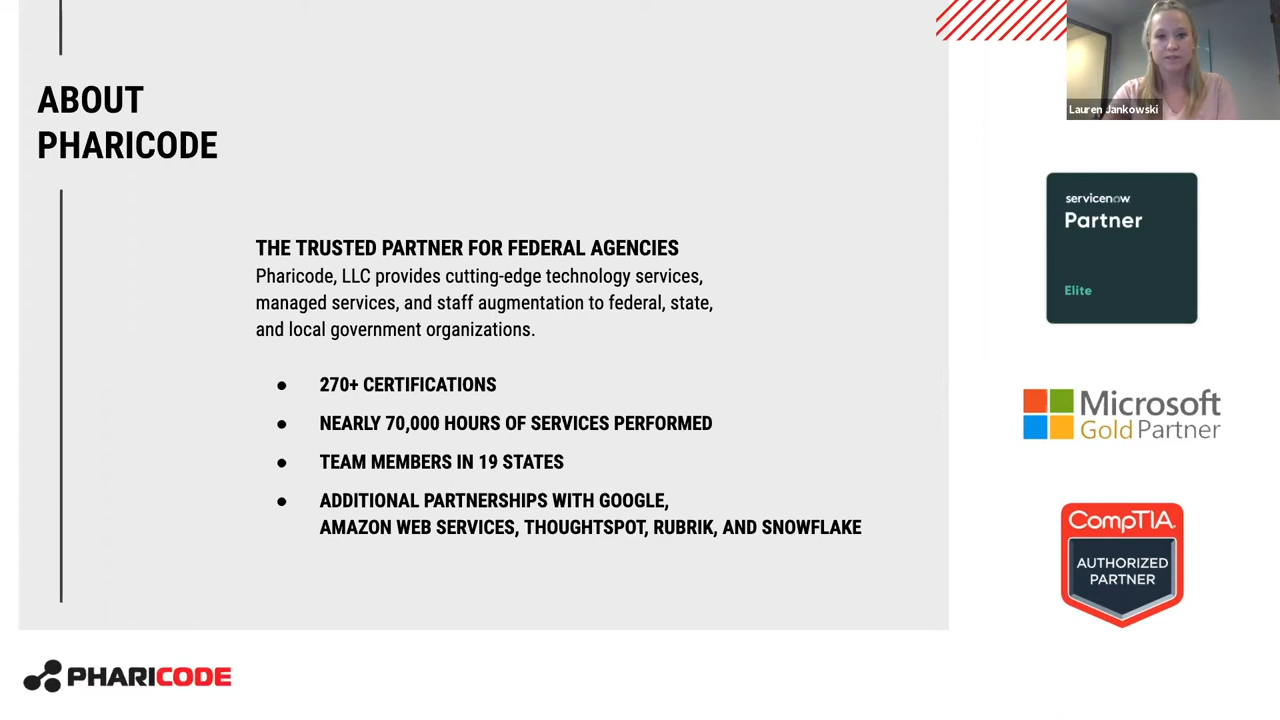 ABOUT
PHARICODE
THE TRUSTED PARTNER FOR FEDERAL AGENCIES
Pharicode, LLC provides cutting-edge technology services,
managed services, and staff augmentation to federal, state,
and local government organizations.
● 270+ CERTIFICATIONS
● NEARLY 70,000 HOURS OF SERVICES PERFORMED
● TEAM MEMBERS IN 19 STATES
● ADDITIONAL PARTNERSHIPS WITH GOOGLE,
AMAZON WEB SERVICES, THOUGHTSPOT, RUBRIK, AND SNOWFLAKE
PHARICODE
Lauren Jankowski
servicenow
Partner
Elite
Microsoft
Gold Partner
CompTIA.
AUTHORIZED
PARTNER